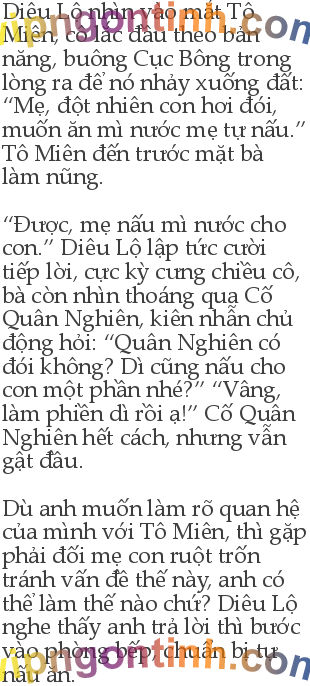 Diêu Lộ nhìn vào mắt Tô
Miên, cô lắc đầu theo bản
năng, buông Cục Bông trong
lòng ra để nó nhảy xuống đất:
“Mẹ, đột nhiên con hơi đói,
muốn ăn mì nước mẹ tự nấu.”
Tô Miên đến trước mặt bà
làm nũng.
“Được, mẹ nấu mì nước cho
con.” Diêu Lộ lập tức cười
tiếp lời, cực kỳ cưng chiều cô,
bà còn nhìn thoáng qua Cố
Quân Nghiên, kiên nhẫn chủ
động hỏi: “Quân Nghiên có
đói không? Dì cũng nấu cho
con một phần nhé?” “Vâng,
làm phiền dì rồi ạ!” Cố Quân
Nghiên hết cách, nhưng vẫn
gật đầu.
Dù anh muốn làm rõ quan hệ
của mình với Tô Miên, thì gặp
phải đối mẹ con ruột trốn
tránh vấn đề thế này, anh có
thể làm thế nào chứ? Diêu Lộ
nghe thấy anh trả lời thì bước
vào phòng bếp, chuẩn bị tự
nấu ăn.
vipngontinh.com
vipngontinh.com